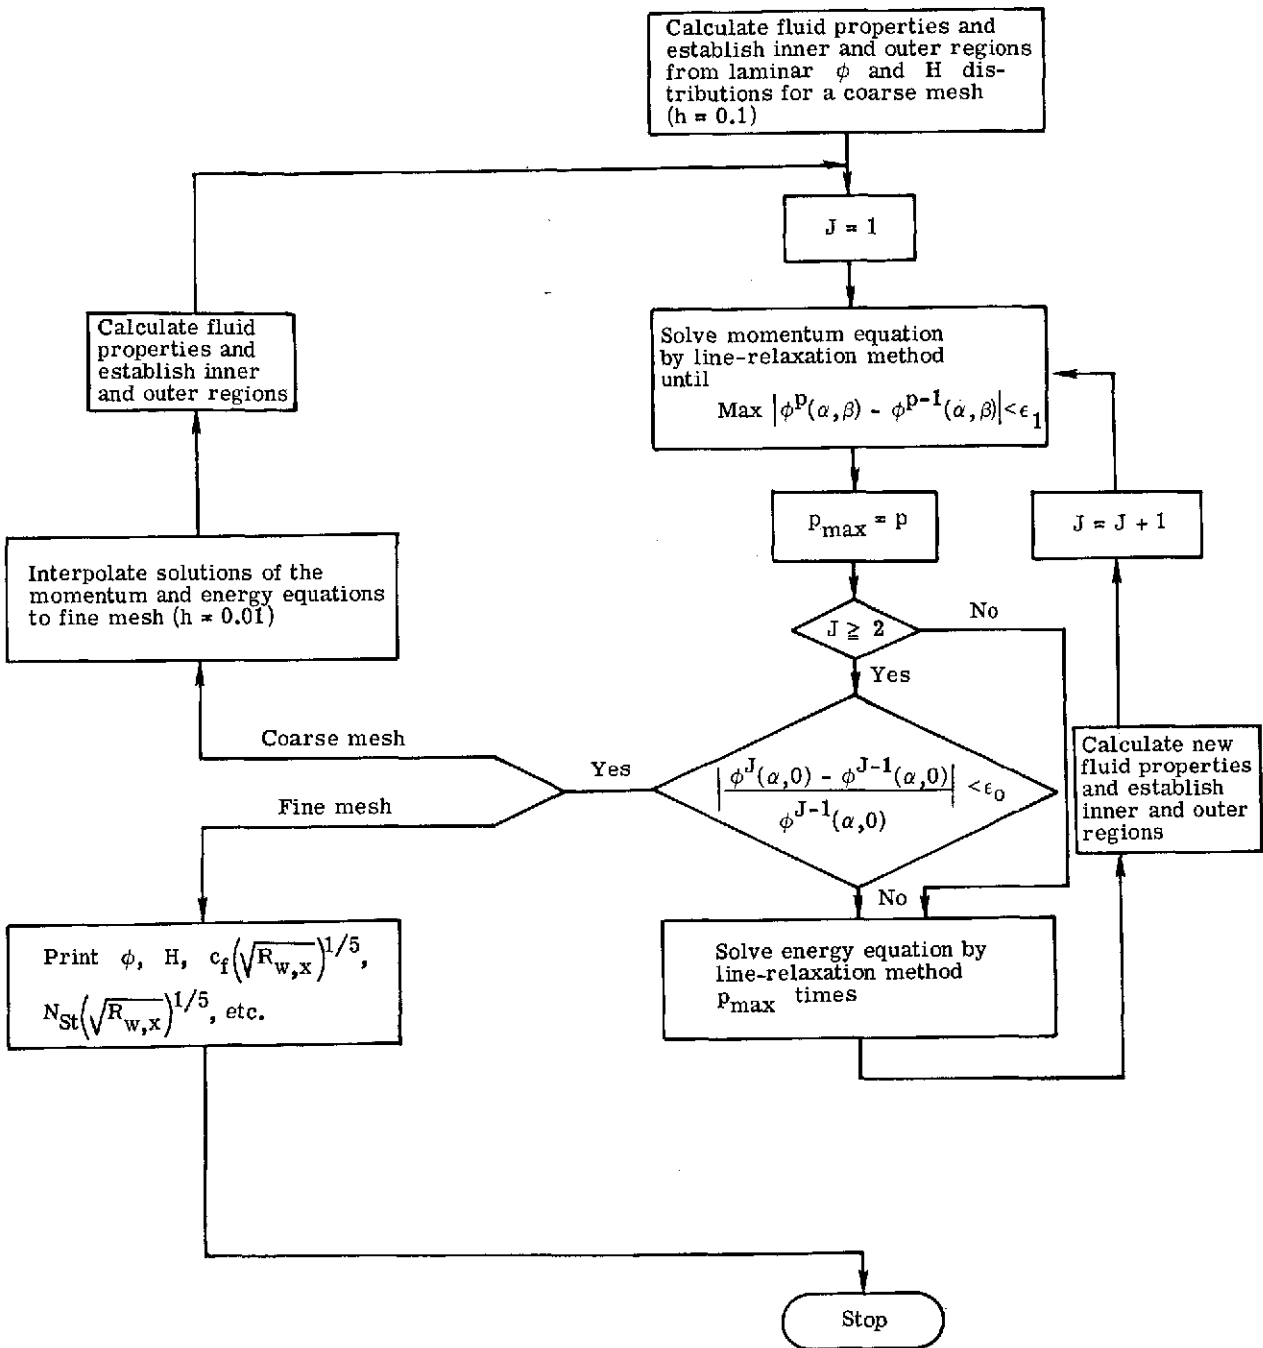 Calculate fluid properties and
establish inner and outer regions
from laminar ϕ and H dis-
tributions for a coarse mesh
(h = 0.1)
J = 1
Calculate fluid
properties and
establish inner
and outer regions
Solve momentum equation
by line-relaxation method
until
Max |ϕ^p(α,β) - ϕ^{p-1}(α,β)|<ϵ_1
p_max = p
J = J + 1
Interpolate solutions of the
momentum and energy equations
to fine mesh (h = 0.01)
J ≧ 2
No
Yes
Coarse mesh
Yes
Fine mesh
|ϕ^J(α,0) - ϕ^{J-1}(α,0)| <ϵ_o
ϕ^{J-1}(α,0)
Calculate new
fluid properties
and establish
inner and outer
regions
No
Print ϕ, H, c_f(√R_{w,x})^{1/5},
N_St(√R_{w,x})^{1/5}, etc.
Solve energy equation by
line-relaxation method
p_max times
Stop